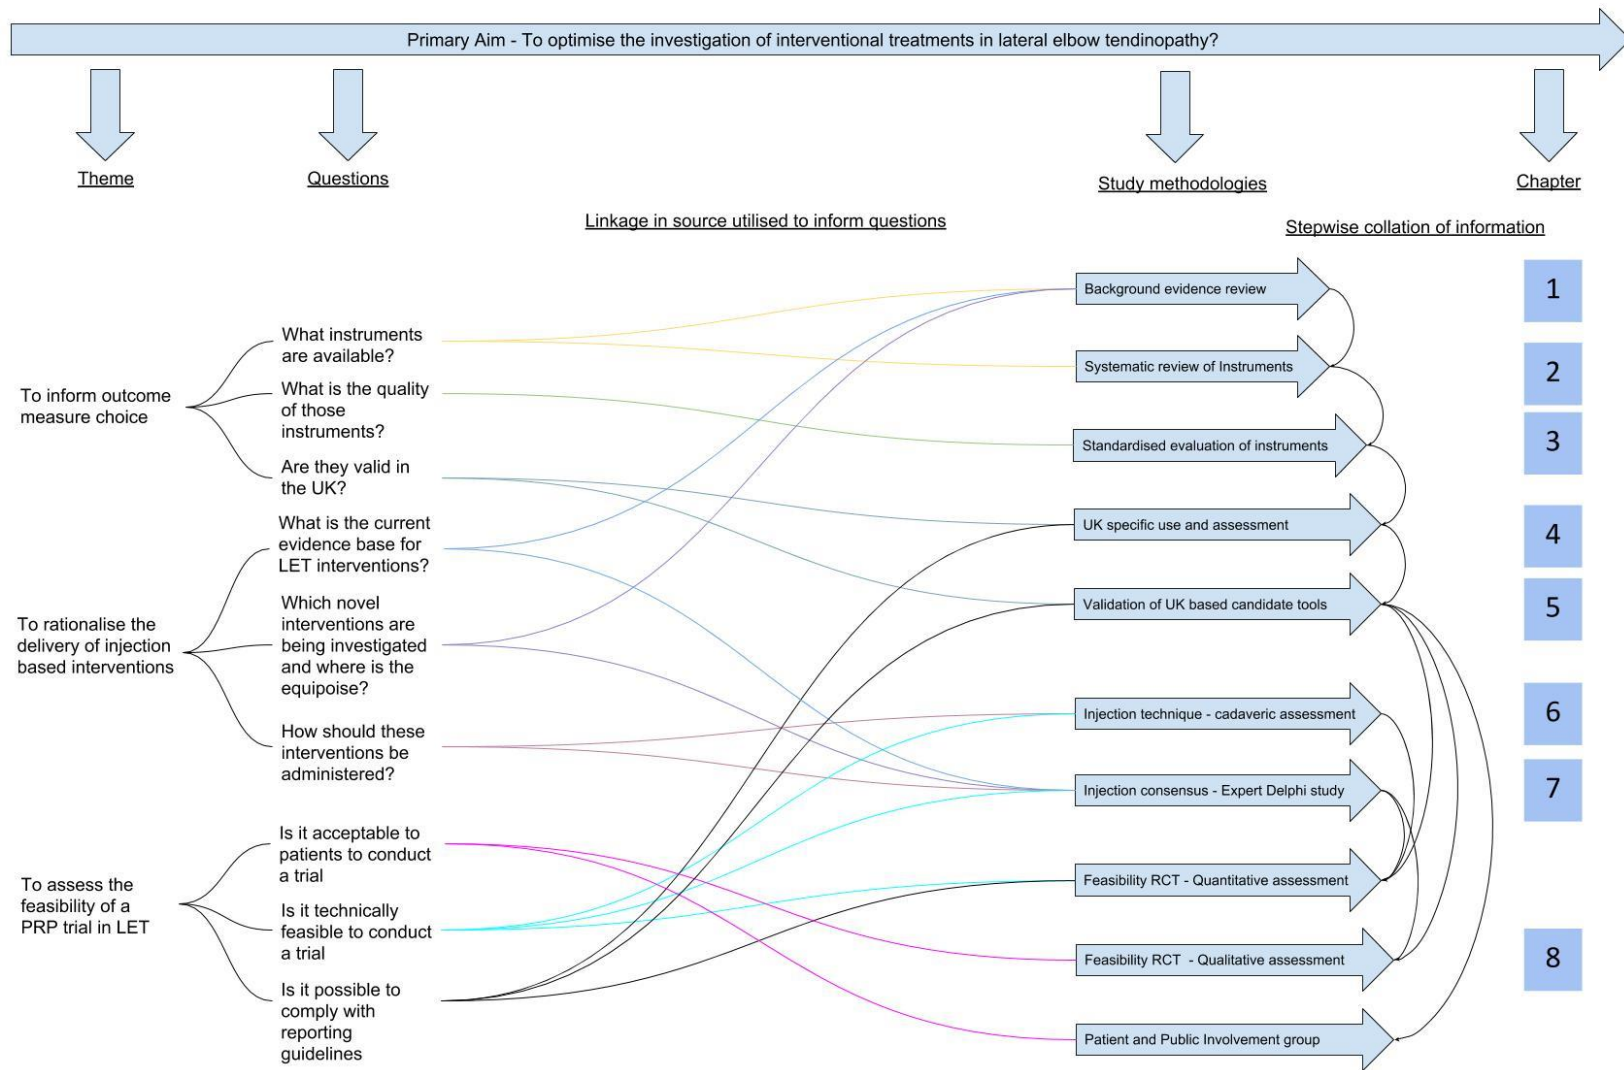 Primary Aim - To optimise the investigation of interventional treatments in lateral elbow tendinopathy?
Theme
Questions
Study methodologies
Chapter
Linkage in source utilised to inform questions
Stepwise collation of information
To inform outcome
measure choice
What instruments
are available?
What is the quality
of those
instruments?
Are they valid in
the UK?
To rationalise the
delivery of injection
based interventions
What is the current
evidence base for
LET interventions?
Which novel
interventions are
being investigated
and where is the
equipoise?
How should these
interventions be
administered?
To assess the
feasibility of a
PRP trial in LET
Is it acceptable to
patients to conduct
a trial
Is it technically
feasible to conduct
a trial
Is it possible to
comply with
reporting
guidelines
Background evidence review
Systematic review of Instruments
Standardised evaluation of instruments
UK specific use and assessment
Validation of UK based candidate tools
Injection technique - cadaveric assessment
Injection consensus - Expert Delphi study
Feasibility RCT - Quantitative assessment
Feasibility RCT - Qualitative assessment
Patient and Public Involvement group
1
2
3
4
5
6
7
8